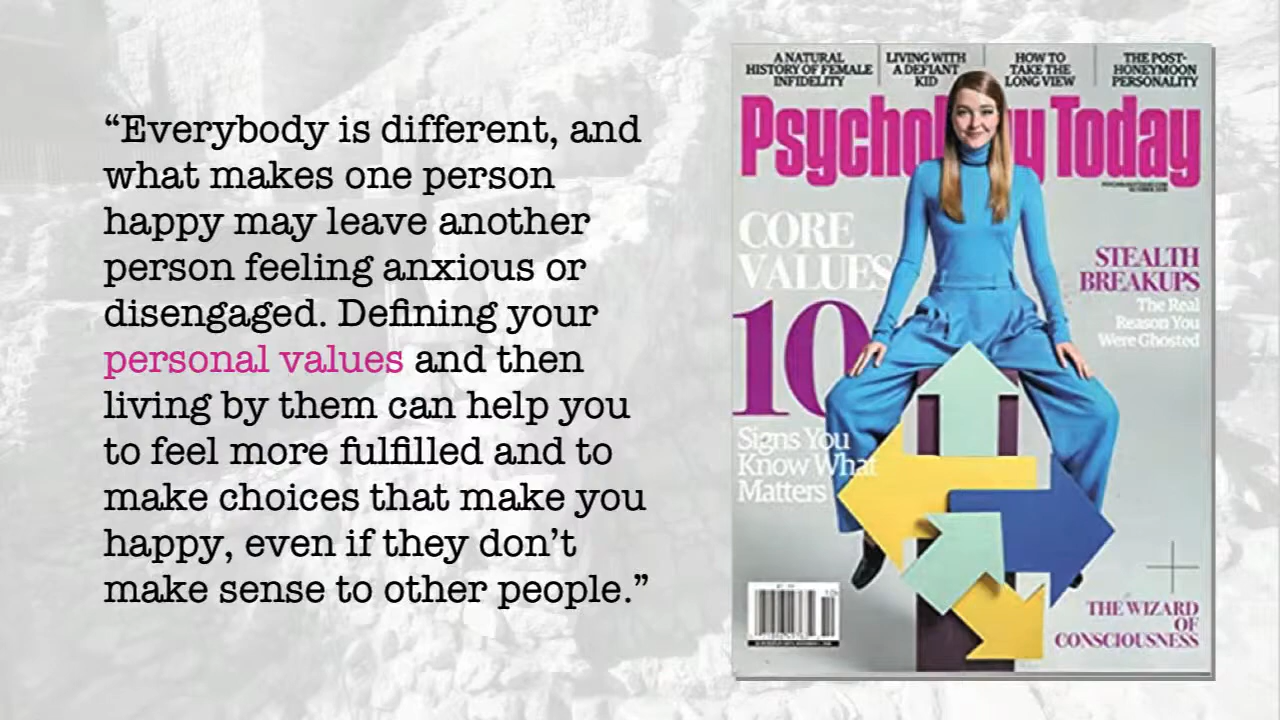 “Everybody is different, and
what makes one person
happy may leave another
person feeling anxious or
disengaged. Defining your
personal values and then
living by them can help you
to feel more fulfilled and to
make choices that make you
happy, even if they don’t
make sense to other people.”
A NATURAL
HISTORY OF FEMALE
INFIDELITY
LIVING WITH
A DEFIANT
KID
HOW TO
TAKE THE
LONG VIEW
THE POST-
HONEYMOON
PERSONALITY
Psychology Today
CORE
VALUES
10
Signs You
Know What
Matters
STEALTH
BREAKUPS
The Real
Reason You
Were Ghosted
THE WIZARD
OF
CONSCIOUSNESS